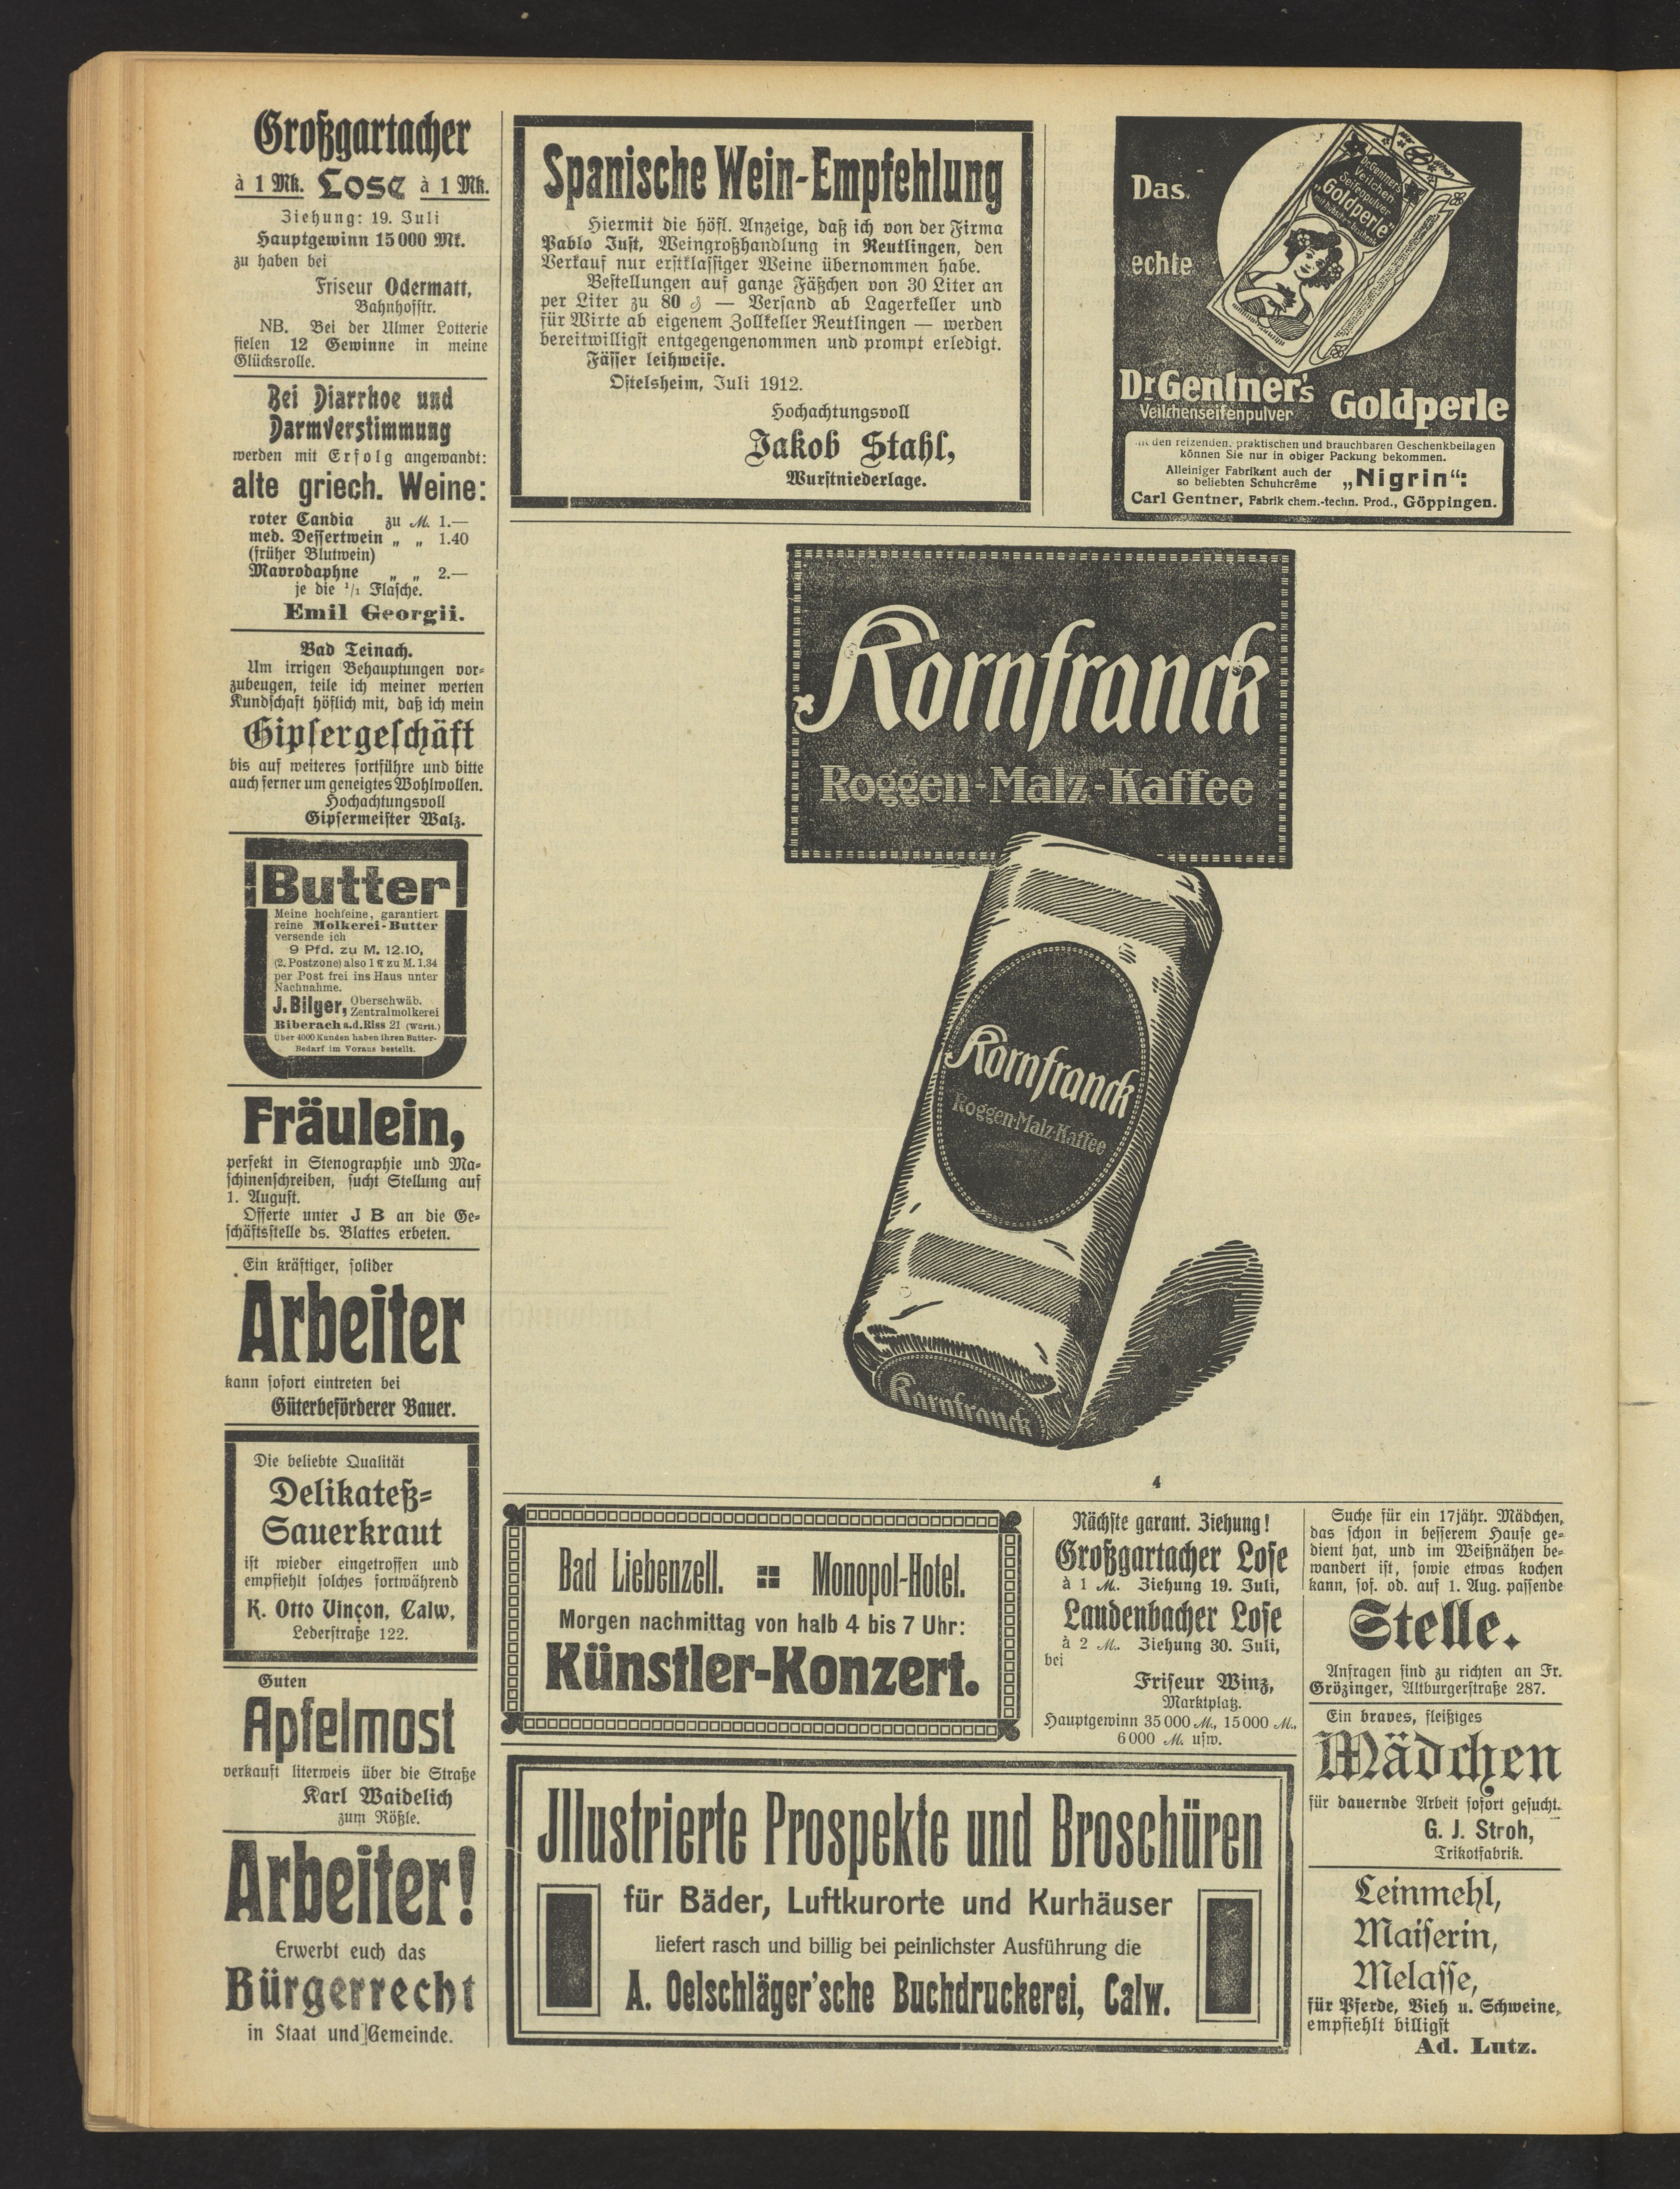 Großgartacher
à 1 Mk. Lose à 1 Mk.
Ziehung: 19. Juli
Hauptgewinn 15000 Mk.
zu haben bei
Friseur Odermatt,
Bahnhofstr.
NB. Bei der Ulmer Lotterie
fielen 12 Gewinne in meine
Glücksrolle.
Bei Diarrhoe und
Darmverstimmung
werden mit Erfolg angewandt:
alte griech. Weine:
roter Candia zu M. 1.—
med. Dessertwein „ „ 1.40
(früher Blutwein)
Mavrodaphne „ „ 2.—
je die 1/1 Flasche.
Emil Georgii.
Bad Teinach.
Um irrigen Behauptungen vor-
zubeugen, teile ich meiner werten
Kundschaft höflich mit, daß ich mein
Gipsergeschäft
bis auf weiteres fortführe und bitte
auch ferner um geneigtes Wohlwollen.
Hochachtungsvoll
Gipsermeister Walz.
Butter
Meine hochfeine, garantiert
reine Molkerei-Butter
versende ich
9 Pfd. zu M. 12.10,
(2. Postzone) also 1 ℔ zu M. 1.34
per Post frei ins Haus unter
Nachnahme.
J. Bilger, Oberschwäb.
Zentralmolkerei
Biberach a.d. Riss 21 (Württ.)
Über 4000 Kunden haben ihren Butter-
Bedarf im Voraus bestellt.
Fräulein,
perfekt in Stenographie und Ma-
schinenschreiben, sucht Stellung auf
1. August.
Offerte unter J B an die Ge-
schäftsstelle ds. Blattes erbeten.
Ein kräftiger, solider
Arbeiter
kann sofort eintreten bei
Güterbeförderer Bauer.
Die beliebte Qualität
Delikateß-
Sauerkraut
ist wieder eingetroffen und
empfiehlt solches fortwährend
K. Otto Vinçon, Calw,
Lederstraße 122.
Guten
Apfelmost
verkauft literweis über die Straße
Karl Waidelich
zum Rößle.
Arbeiter!
Erwerbt euch das
Bürgerrecht
in Staat und Gemeinde.
Spanische Wein-Empfehlung
Hiermit die höfl. Anzeige, daß ich von der Firma
Pablo Just, Weingroßhandlung in Reutlingen, den
Verkauf nur erstklassiger Weine übernommen habe.
Bestellungen auf ganze Fäßchen von 30 Liter an
per Liter zu 80 ₰ — Versand ab Lagerkeller und
für Wirte ab eigenem Zollkeller Reutlingen — werden
bereitwilligst entgegengenommen und prompt erledigt.
Fässer leihweise.
Ostelsheim, Juli 1912.
Hochachtungsvoll
Jakob Stahl,
Wurstniederlage.
Das
echte
Dr. Gentner's
Veilchen
Seifenpulver
„Goldperle“
Dr. Gentner's
Veilchenseifenpulver Goldperle
den reizenden, praktischen und brauchbaren Geschenkbeilagen
können Sie nur in obiger Packung bekommen.
Alleiniger Fabrikant auch der
so beliebten Schuhcrême „Nigrin“:
Carl Gentner, Fabrik chem.-techn. Prod., Göppingen.
Kornfranck
Roggen-Malz-Kaffee
Kornfranck
Roggen-Malz-Kaffee
Kornfranck
4
Bad Liebenzell. Monopol-Hotel.
Morgen nachmittag von halb 4 bis 7 Uhr:
Künstler-Konzert.
Nächste garant. Ziehung!
Großgartacher Lose
à 1 M. Ziehung 19. Juli,
Laudenbacher Lose
à 2 M. Ziehung 30. Juli,
bei
Friseur Winz,
Marktplatz.
Hauptgewinn 35000 M., 15000 M.,
6000 M. usw.
Suche für ein 17jähr. Mädchen,
das schon in besserem Hause ge-
dient hat, und im Weißnähen be-
wandert ist, sowie etwas kochen
kann, sof. od. auf 1. Aug. passende
Stelle.
Anfragen sind zu richten an Fr.
Grözinger, Altburgerstraße 287.
Ein braves, fleißiges
Mädchen
für dauernde Arbeit sofort gesucht.
G. J. Stroh,
Trikotfabrik.
Leinmehl,
Maiserin,
Melasse,
für Pferde, Vieh u. Schweine,
empfiehlt billigst
Ad. Lutz.
Illustrierte Prospekte und Broschüren
für Bäder, Luftkurorte und Kurhäuser
liefert rasch und billig bei peinlichster Ausführung die
A. Oelschläger'sche Buchdruckerei, Calw.